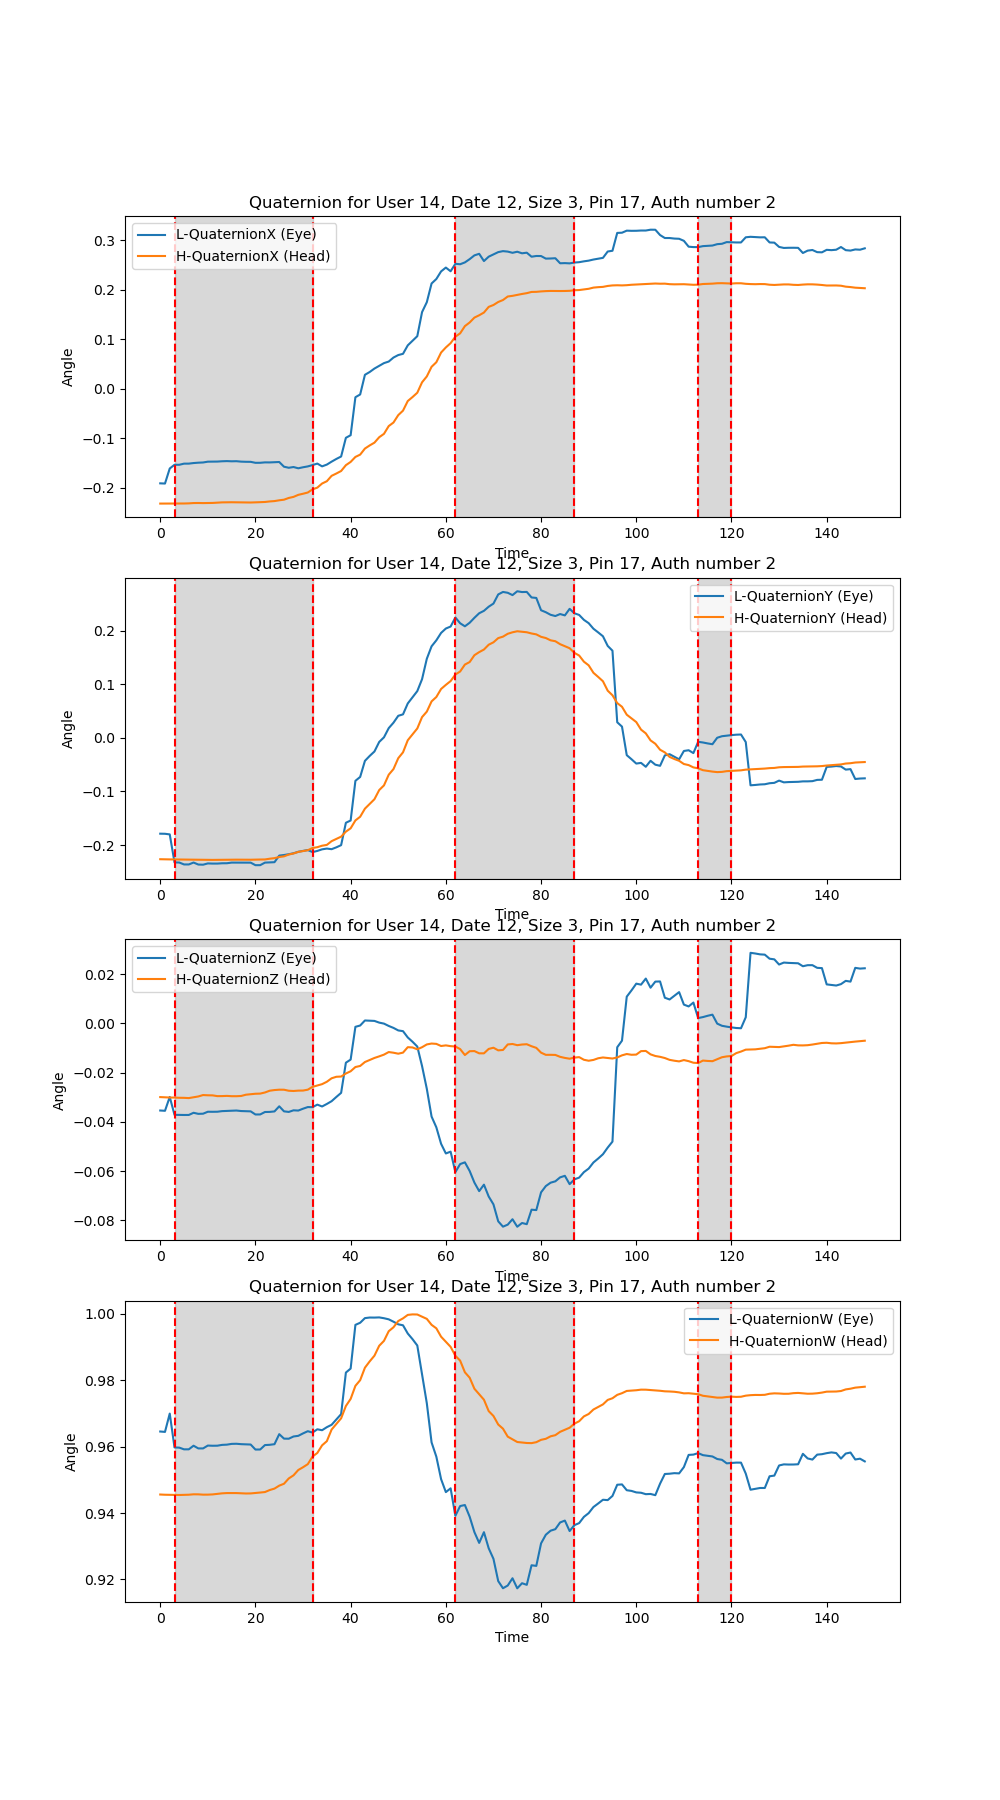 Quaternion for User 14, Date 12, Size 3, Pin 17, Auth number 2
L-QuaternionX (Eye)
H-QuaternionX (Head)
0.3
0.2
0.1
0.0
−0.1
−0.2
Angle
0 20 40 60 80 100 120 140
Time
Quaternion for User 14, Date 12, Size 3, Pin 17, Auth number 2
L-QuaternionY (Eye)
H-QuaternionY (Head)
0.2
0.1
0.0
−0.1
−0.2
Angle
0 20 40 60 80 100 120 140
Time
Quaternion for User 14, Date 12, Size 3, Pin 17, Auth number 2
L-QuaternionZ (Eye)
H-QuaternionZ (Head)
0.02
0.00
−0.02
−0.04
−0.06
−0.08
Angle
0 20 40 60 80 100 120 140
Time
Quaternion for User 14, Date 12, Size 3, Pin 17, Auth number 2
L-QuaternionW (Eye)
H-QuaternionW (Head)
1.00
0.98
0.96
0.94
0.92
Angle
0 20 40 60 80 100 120 140
Time